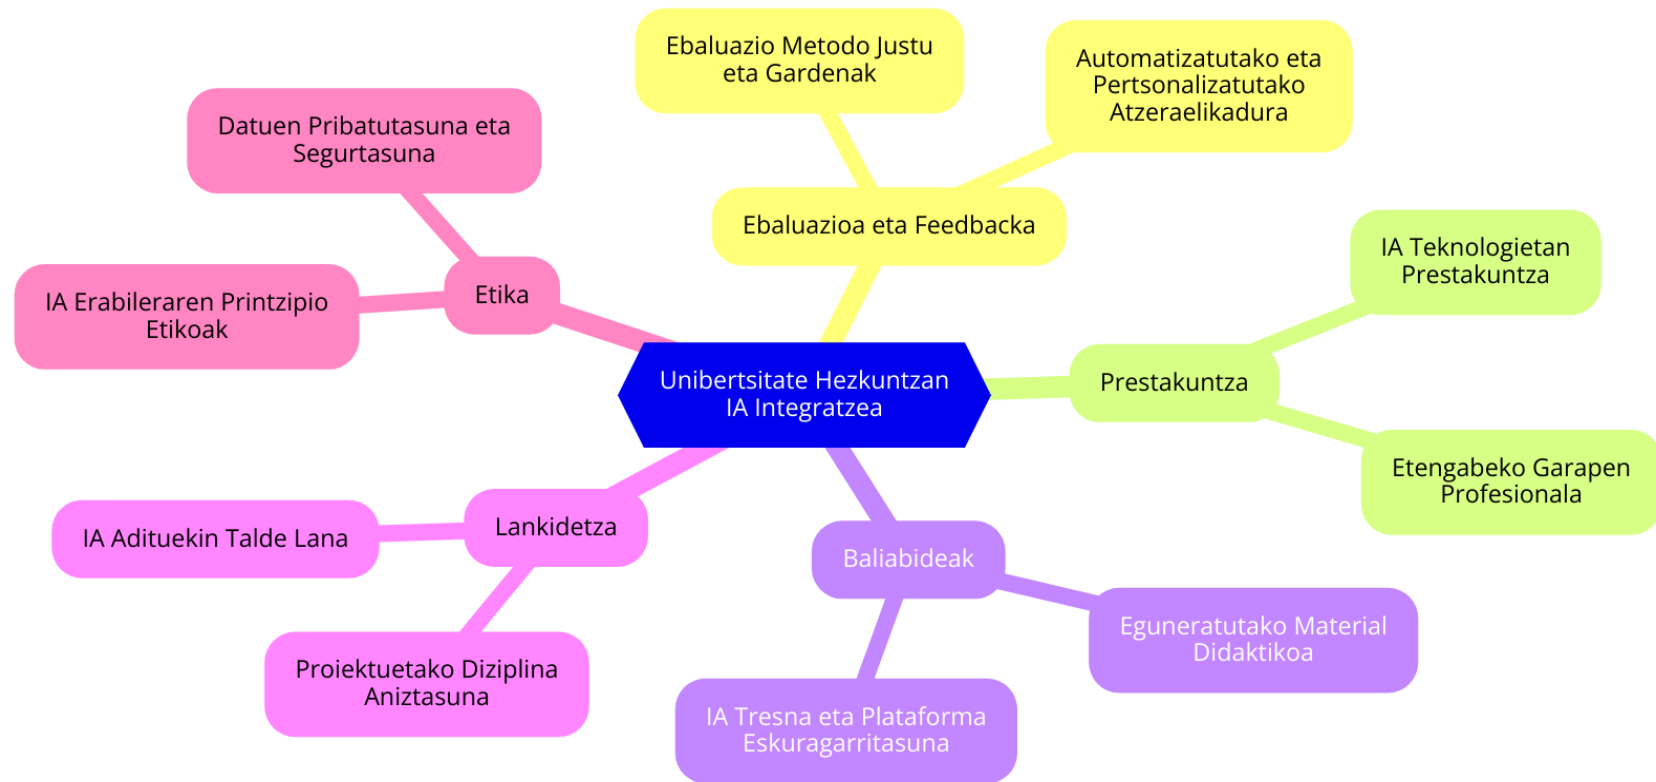 Ebaluazio Metodo Justu
eta Gardenak
Automatizatutako eta
Pertsonalizatutako
Atzeraelikadura
Datuen Pribatutasuna eta
Segurtasuna
Ebaluazioa eta Feedbacka
IA Teknologietan
Prestakuntza
IA Erabileraren Printzipio
Etikoak
Etika
Unibertsitate Hezkuntzan
IA Integratzea
Prestakuntza
Etengabeko Garapen
Profesionala
IA Adituekin Talde Lana
Lankidetza
Baliabideak
Eguneratutako Material
Didaktikoa
Proiektuetako Diziplina
Aniztasuna
IA Tresna eta Plataforma
Eskuragarritasuna